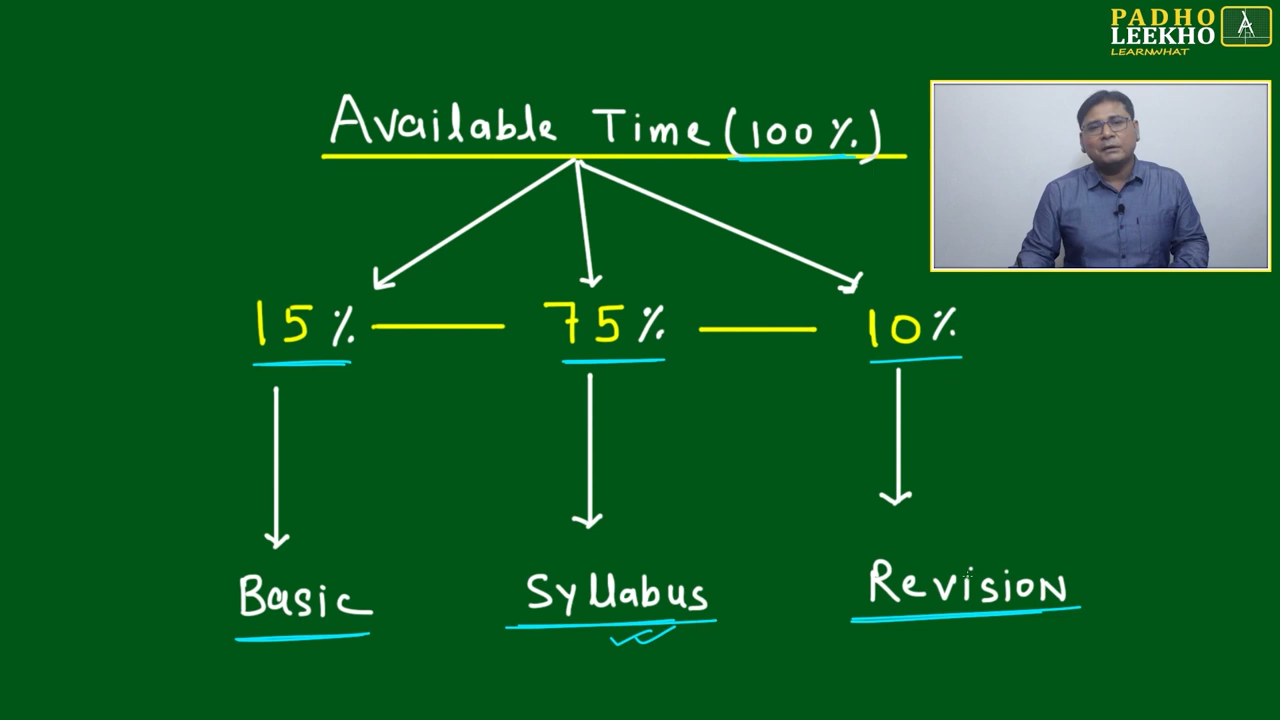 PADHO
LEEKHO
LEARNWHAT
Available Time (100%)
15% 75% 10%
Basic Syllabus Revision